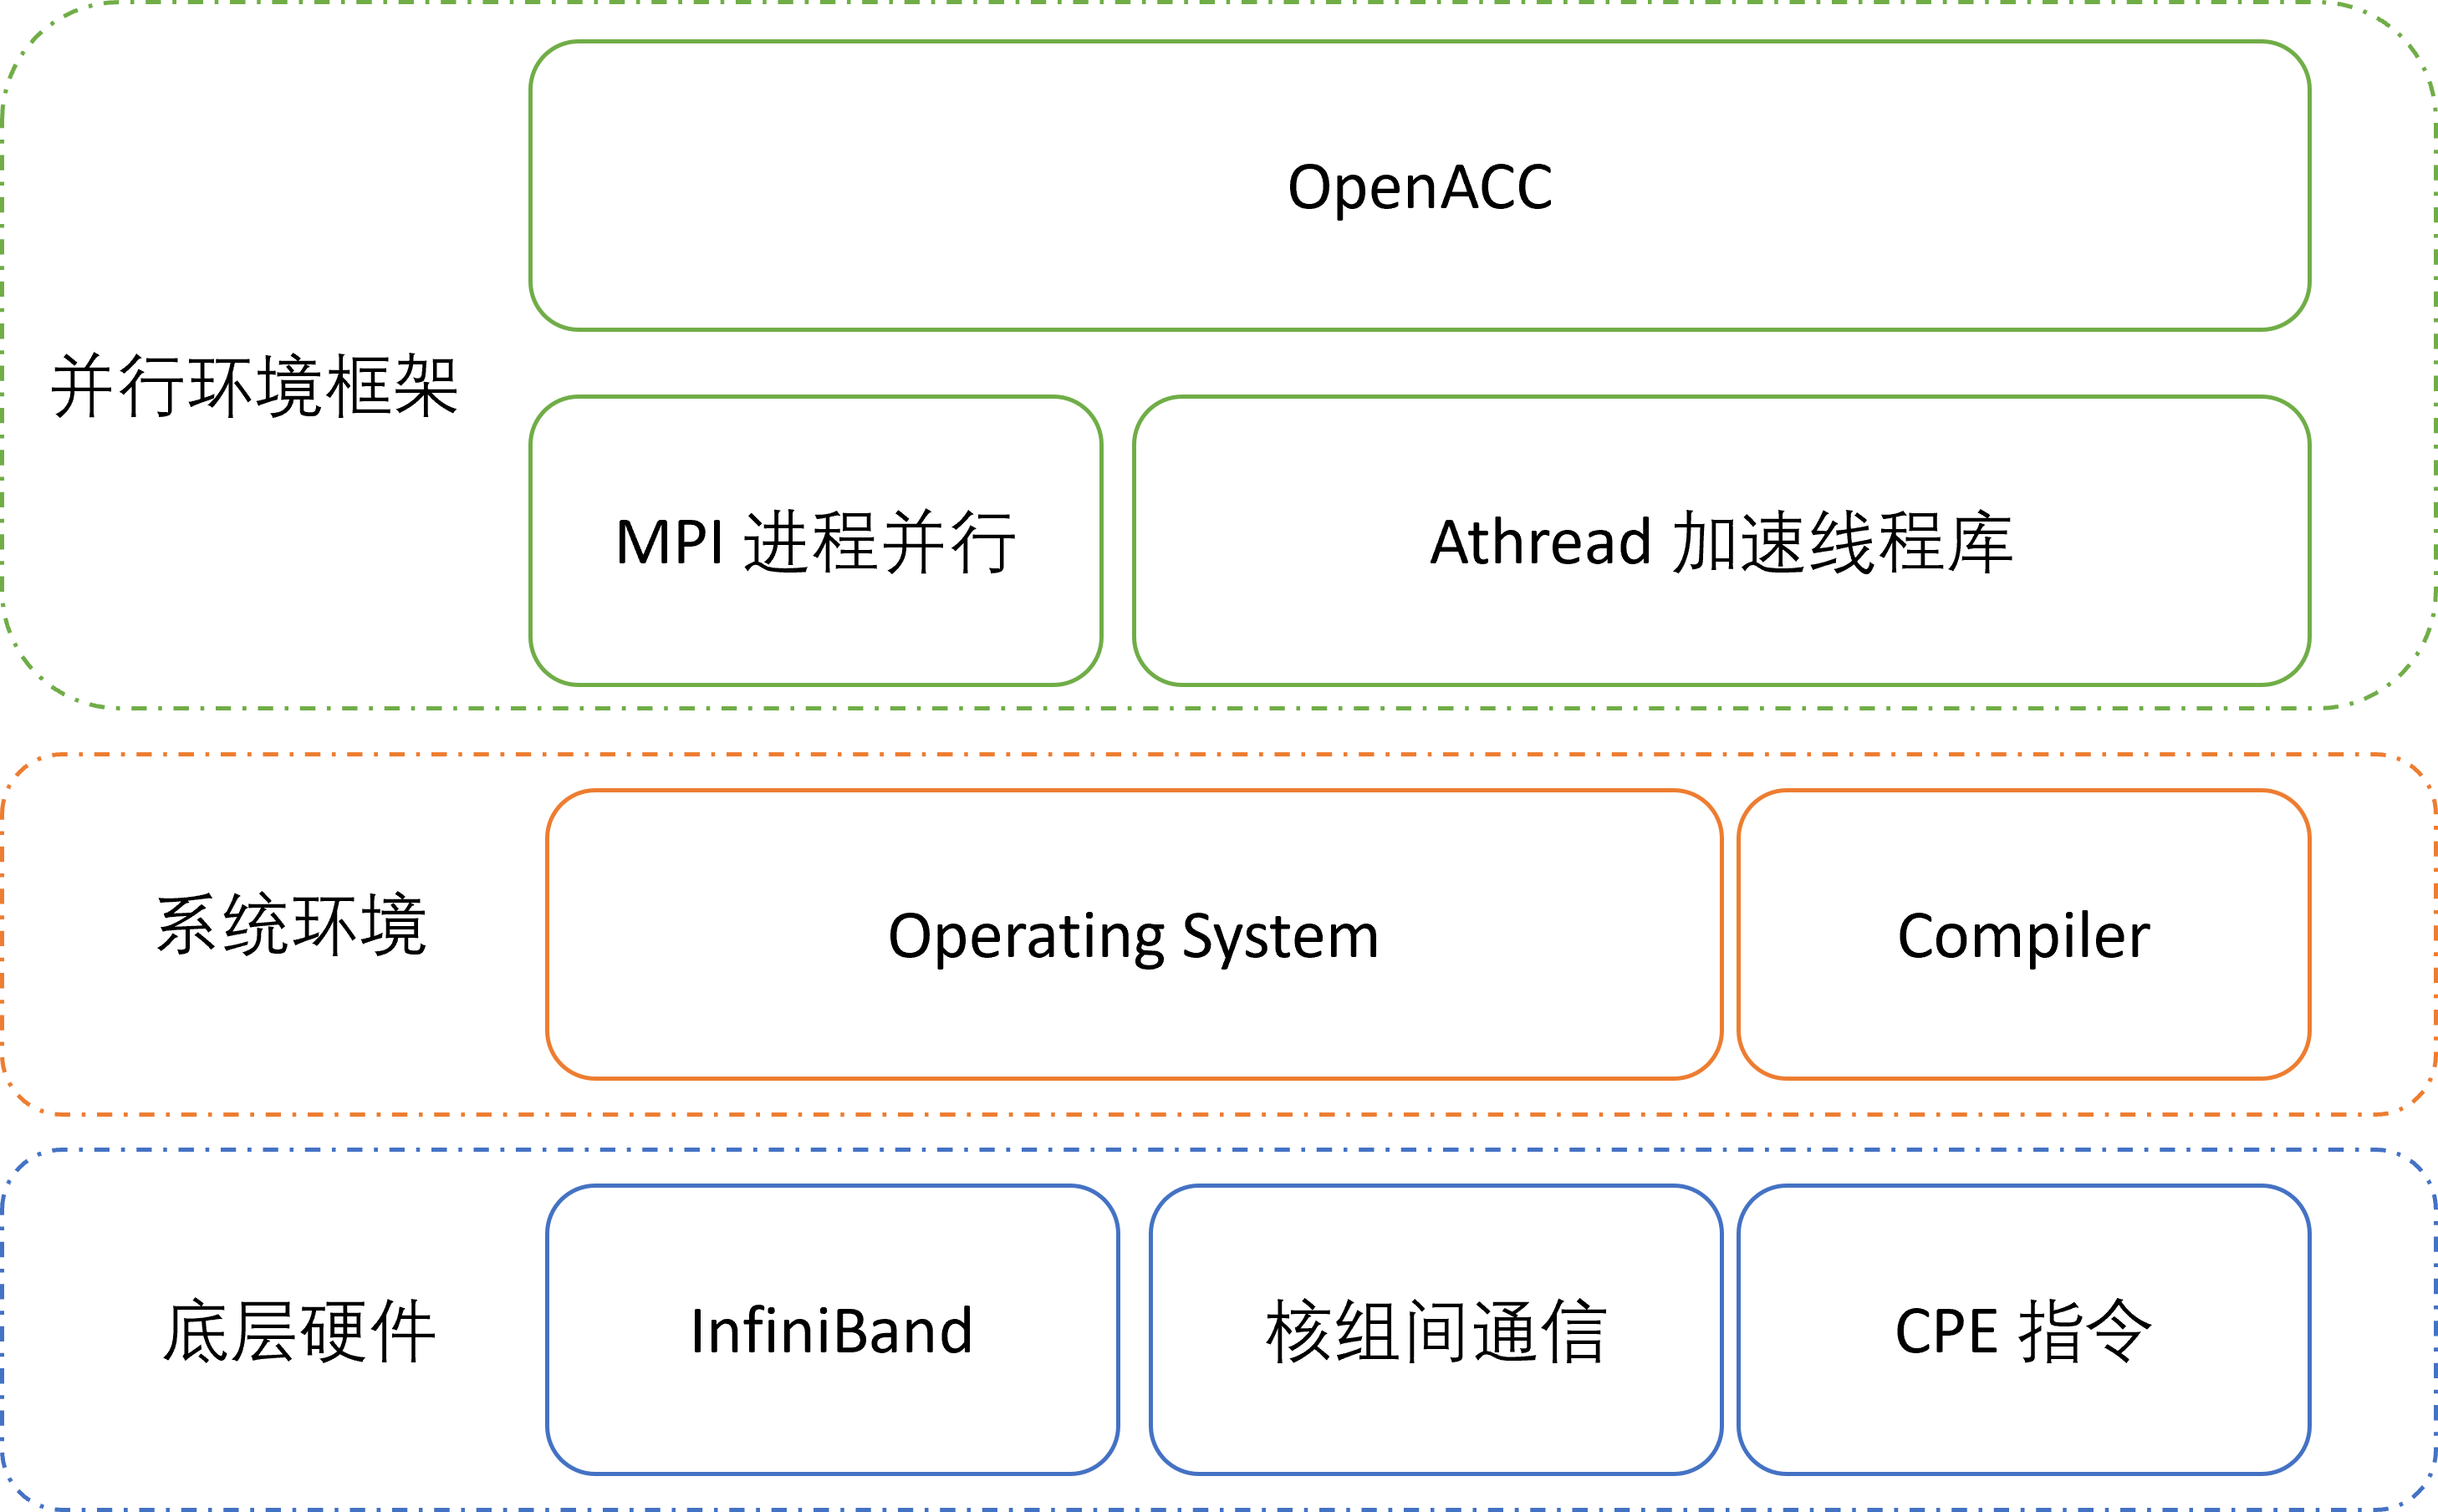 OpenACC
并行环境框架
MPI 进程并行
Athread 加速线程库
系统环境
Operating System
Compiler
底层硬件
InfiniBand
核组间通信
CPE 指令